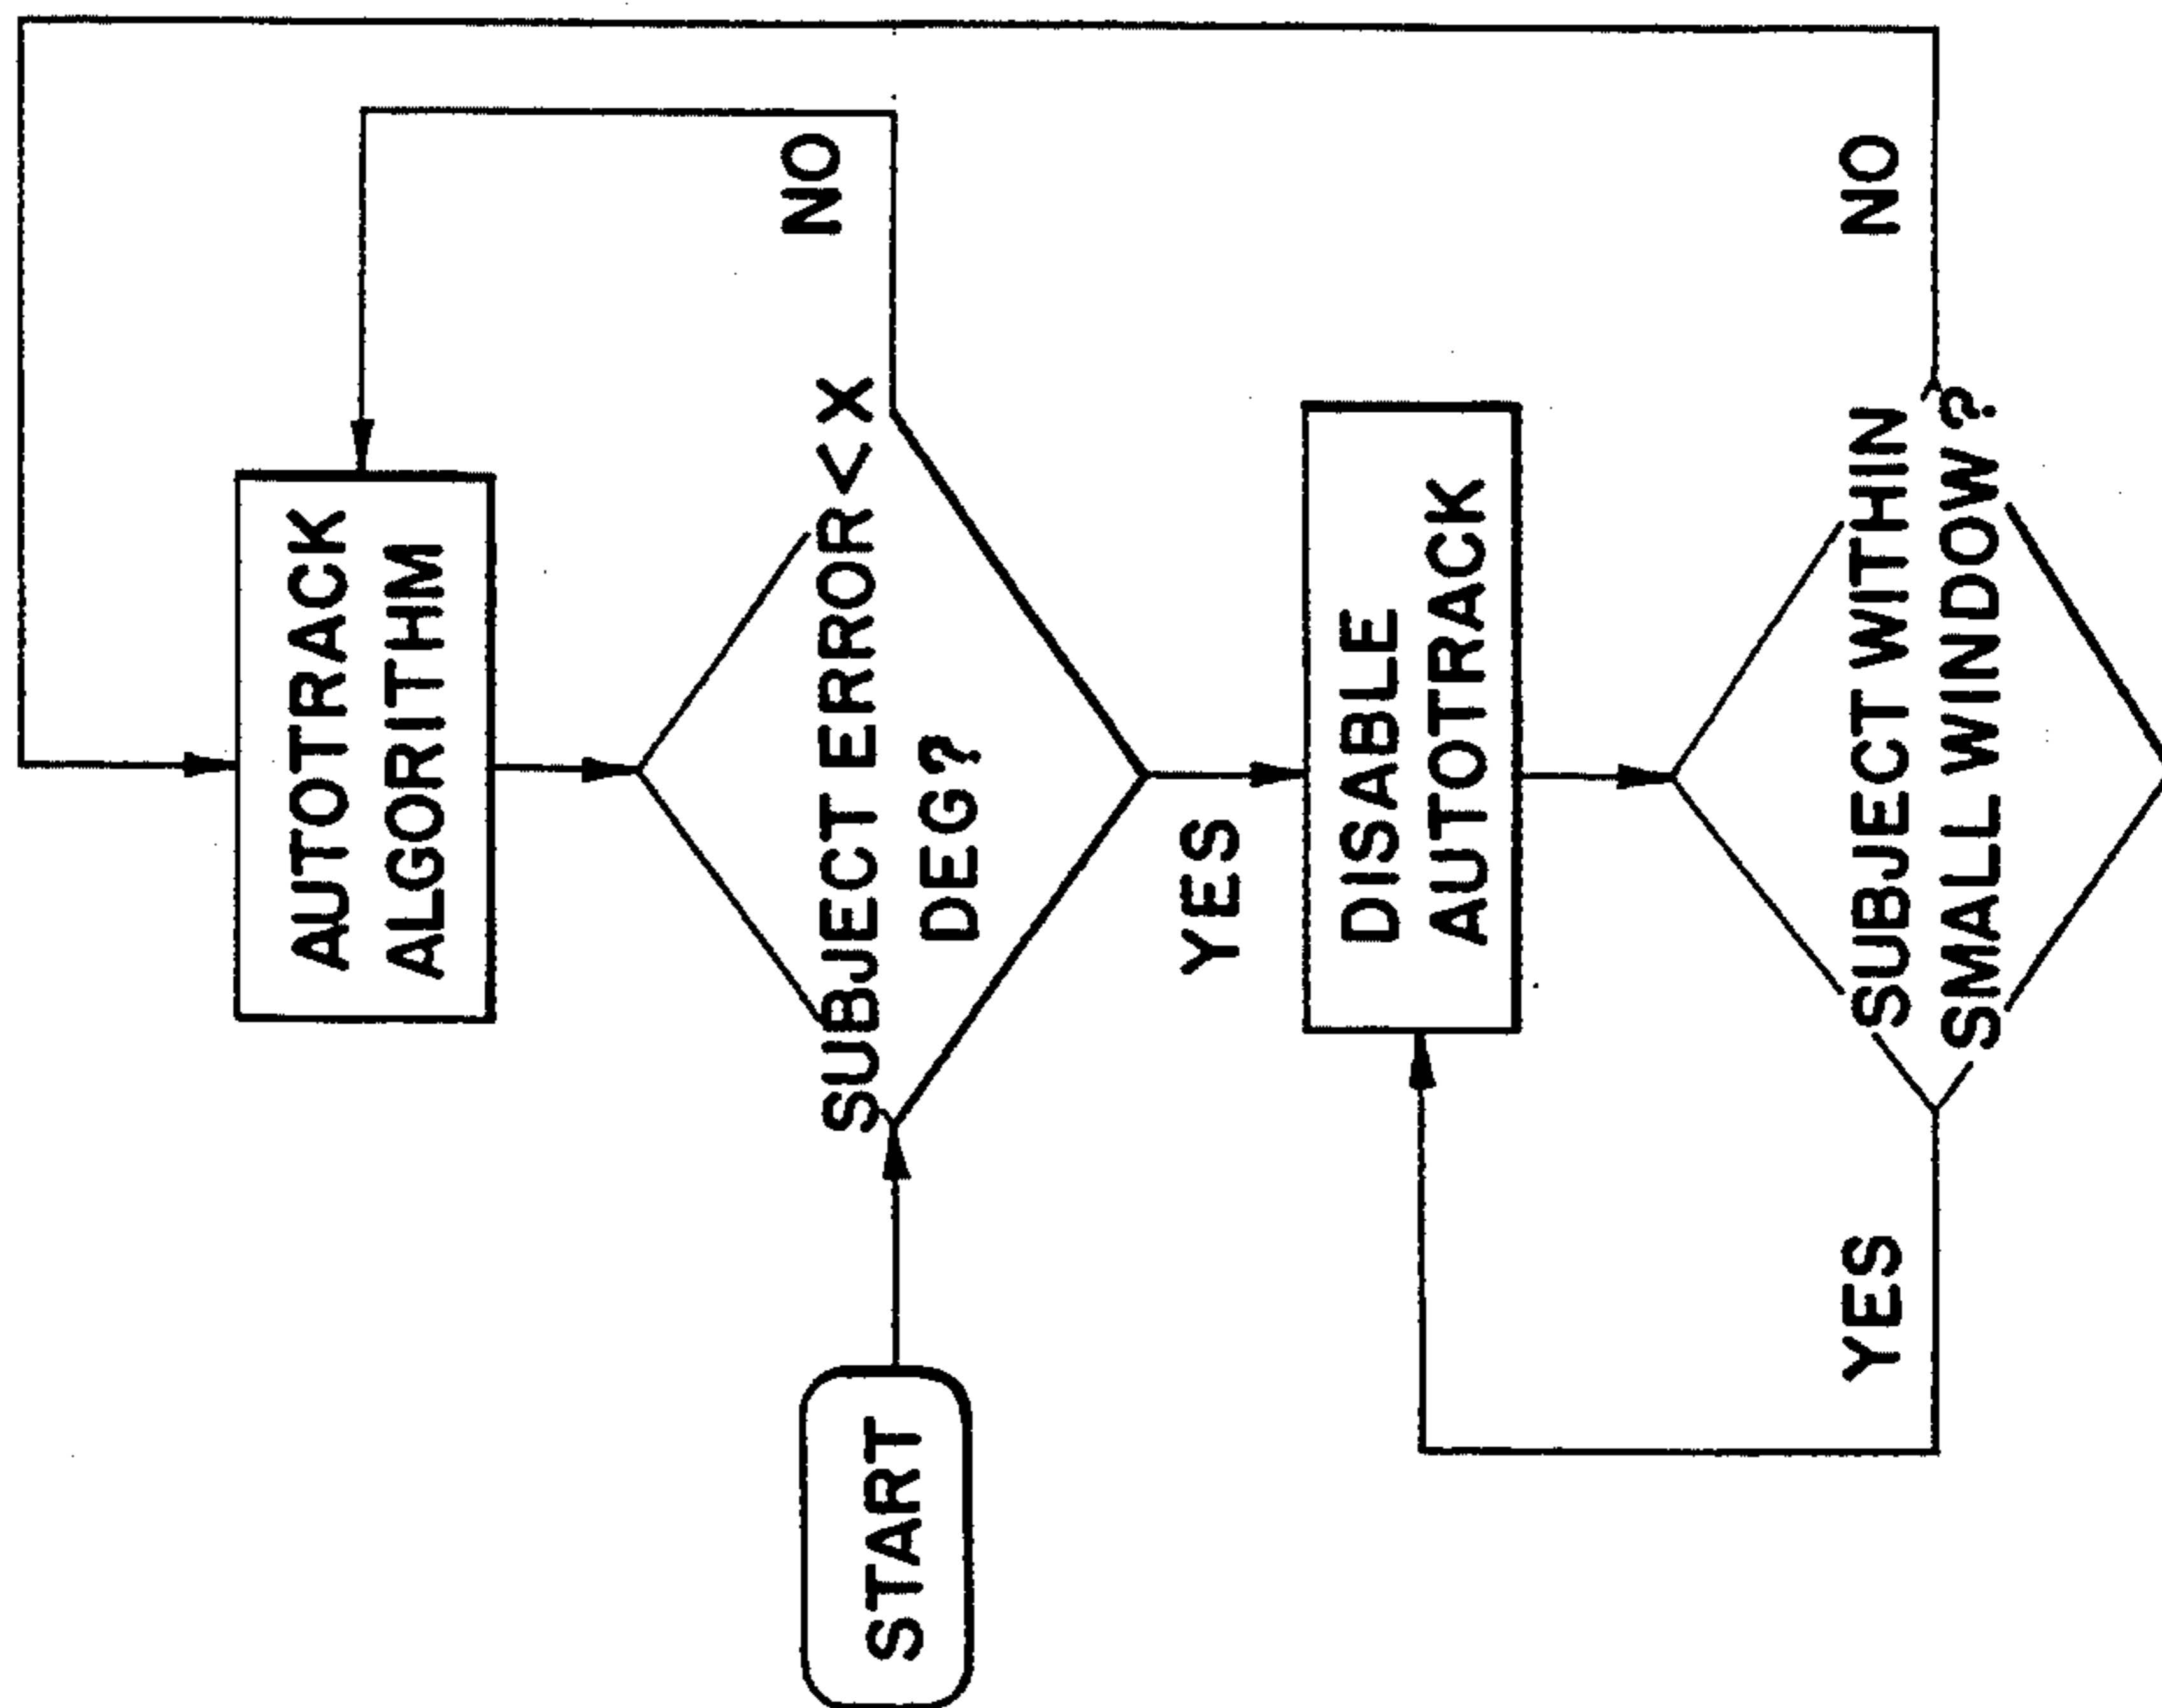 AUTOTRACK
ALGORITHM
START
SUBJECT ERROR < X
DEG?
NO
YES
DISABLE
AUTOTRACK
SUBJECT WITHIN
SMALL WINDOW?
YES
NO